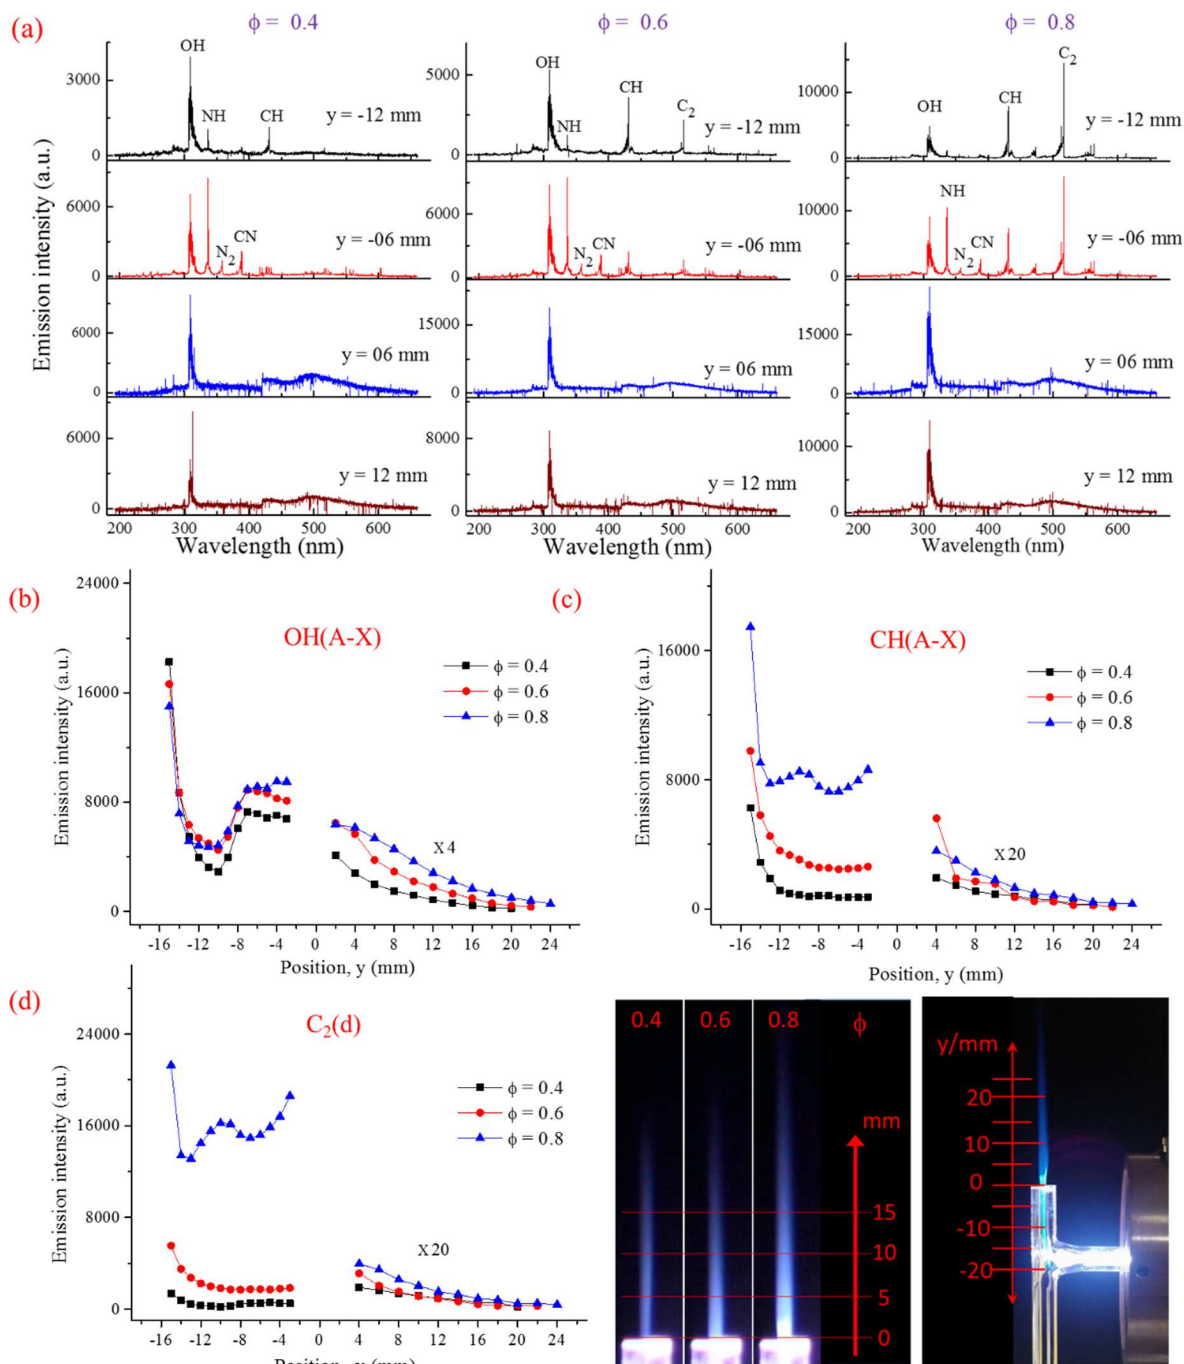 (a)
ϕ = 0.4
ϕ = 0.6
ϕ = 0.8
Emission intensity (a.u.)
3000
0
OH
NH
CH
y = -12 mm
6000
0
N2
CN
y = -06 mm
6000
0
y = 06 mm
6000
0
y = 12 mm
200 300 400 500 600
Wavelength (nm)
5000
0
OH
NH
CH
C2
y = -12 mm
6000
0
N2
CN
y = -06 mm
15000
0
y = 06 mm
8000
0
y = 12 mm
200 300 400 500 600
Wavelength (nm)
10000
0
OH
CH
C2
y = -12 mm
10000
0
NH
N2
CN
y = -06 mm
15000
0
y = 06 mm
10000
0
y = 12 mm
200 300 400 500 600
Wavelength (nm)
(b)
OH(A-X)
Emission intensity (a.u.)
24000
16000
8000
0
ϕ = 0.4
ϕ = 0.6
ϕ = 0.8
X 4
-16 -12 -8 -4 0 4 8 12 16 20 24
Position, y (mm)
(c)
CH(A-X)
Emission intensity (a.u.)
16000
8000
0
ϕ = 0.4
ϕ = 0.6
ϕ = 0.8
X 20
-16 -12 -8 -4 0 4 8 12 16 20 24
Position, y (mm)
(d)
C2(d)
Emission intensity (a.u.)
24000
16000
8000
0
ϕ = 0.4
ϕ = 0.6
ϕ = 0.8
X 20
-16 -12 -8 -4 0 4 8 12 16 20 24
Position, y (mm)
0.4 0.6 0.8 ϕ
mm
15
10
5
0
y/mm
20
10
0
-10
-20